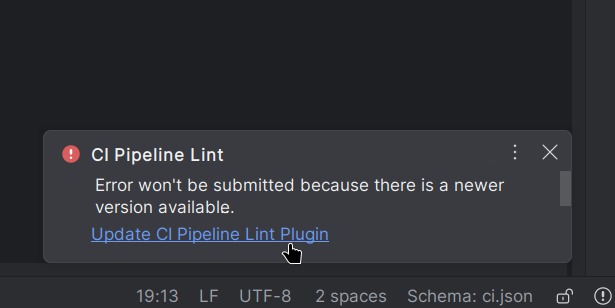 CI Pipeline Lint
Error won't be submitted because there is a newer
version available.
Update CI Pipeline Lint Plugin
19:13 LF UTF-8 2 spaces Schema: ci.json